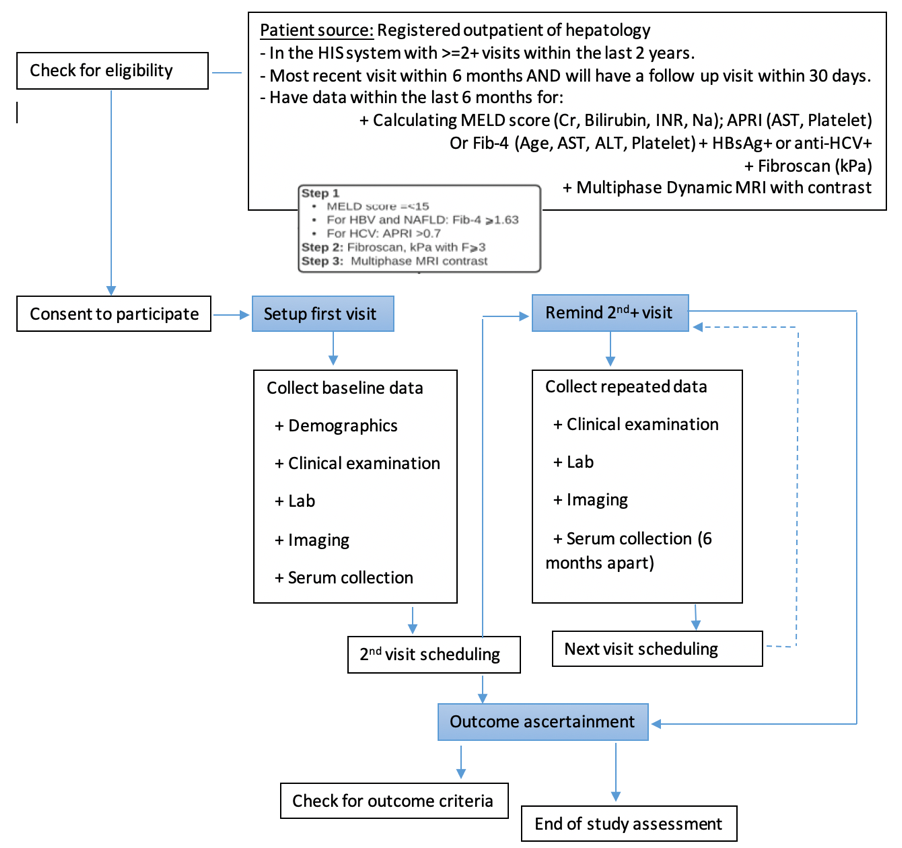 Patient source: Registered outpatient of hepatology
- In the HIS system with >=2+ visits within the last 2 years.
- Most recent visit within 6 months AND will have a follow up visit within 30 days.
- Have data within the last 6 months for:
+ Calculating MELD score (Cr, Bilirubin, INR, Na); APRI (AST, Platelet)
Or Fib-4 (Age, AST, ALT, Platelet) + HBsAg+ or anti-HCV+
+ Fibroscan (kPa)
+ Multiphase Dynamic MRI with contrast
Check for eligibility
Step 1
• MELD score =<15
• For HBV and NAFLD: Fib-4 ⩾1.63
• For HCV: APRI >0.7
Step 2: Fibroscan, kPa with F⩾3
Step 3: Multiphase MRI contrast
Consent to participate
Setup first visit
Remind 2nd+ visit
Collect baseline data
+ Demographics
+ Clinical examination
+ Lab
+ Imaging
+ Serum collection
Collect repeated data
+ Clinical examination
+ Lab
+ Imaging
+ Serum collection (6
months apart)
2nd visit scheduling
Next visit scheduling
Outcome ascertainment
Check for outcome criteria
End of study assessment